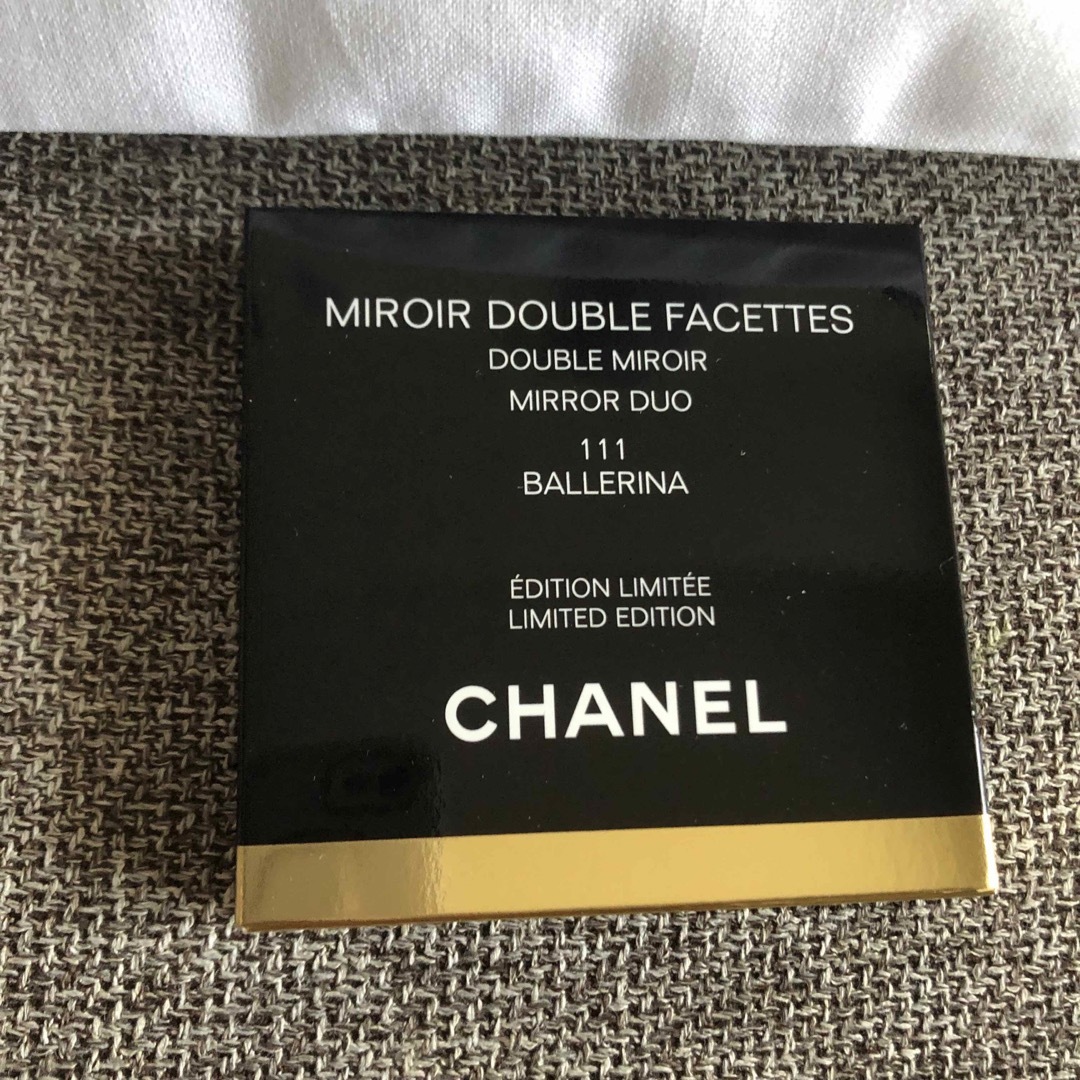 MIROIR DOUBLE FACETTES
DOUBLE MIROIR
MIRROR DUO
111
BALLERINA
ÉDITION LIMITÉE
LIMITED EDITION
CHANEL